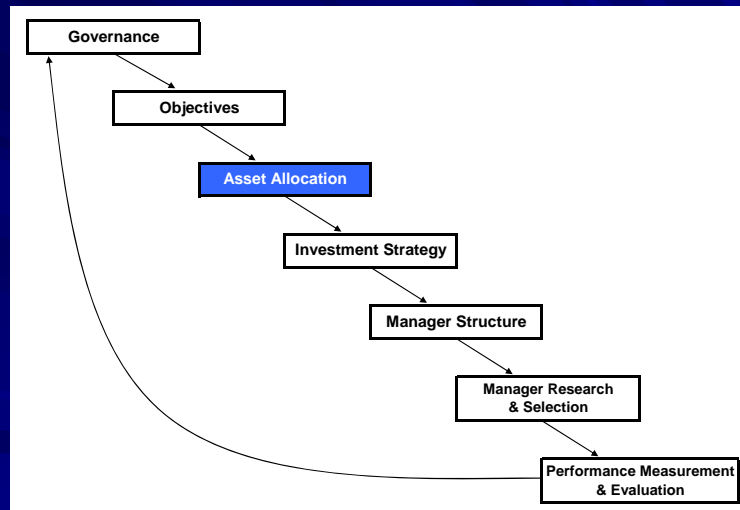 Governance
Objectives
Asset Allocation
Investment Strategy
Manager Structure
Manager Research
& Selection
Performance Measurement
& Evaluation